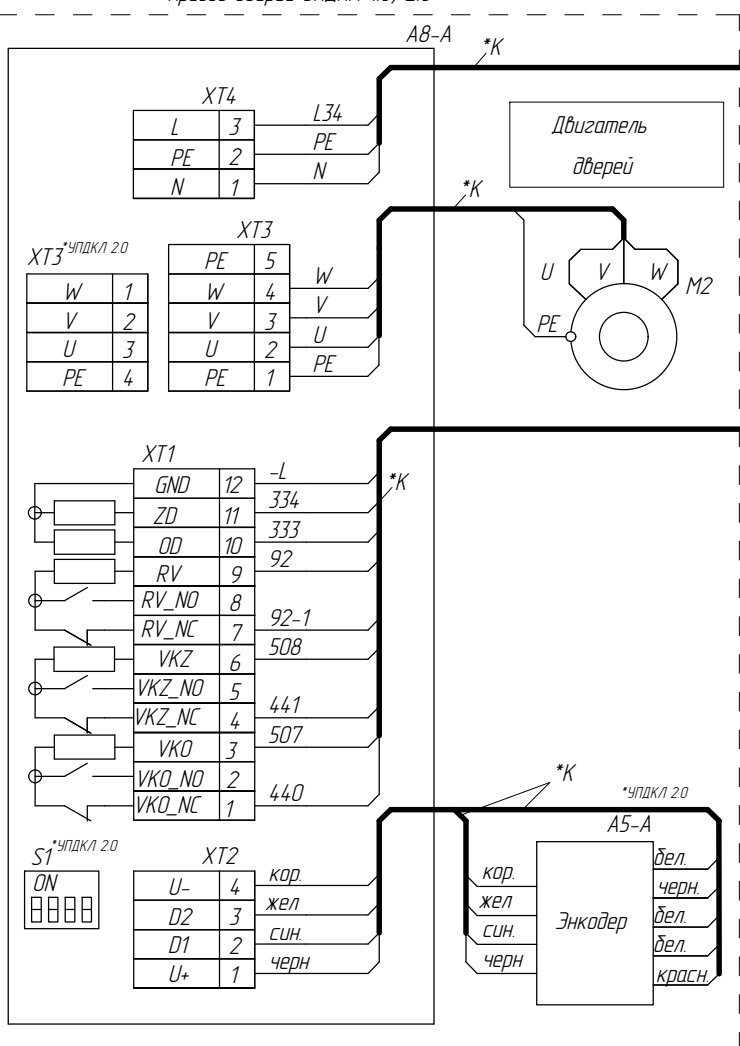 А8-А
*К
XT4
L 3 L34
PE 2 PE
N 1 N
Двигатель
дверей
*К
XT3*УПДКЛ 2.0
W 1
V 2
U 3
PE 4
XT3
PE 5
W 4 W
V 3 V
U 2 U
PE 1 PE
U V W M2
PE
XT1
GND 12 -L
ZD 11 334
OD 10 333
RV 9 92
RV_NO 8
RV_NC 7 92-1
VKZ 6 508
VKZ_NO 5
VKZ_NC 4 441
VKO 3 507
VKO_NO 2
VKO_NC 1 440
*К
*К
*УПДКЛ 2.0
S1*УПДКЛ 2.0
ON
XT2
U- 4 кор.
D2 3 жел
D1 2 син.
U+ 1 черн
А5-А
Энкодер
кор.
жел
син.
черн
бел.
черн.
бел.
бел.
красн.